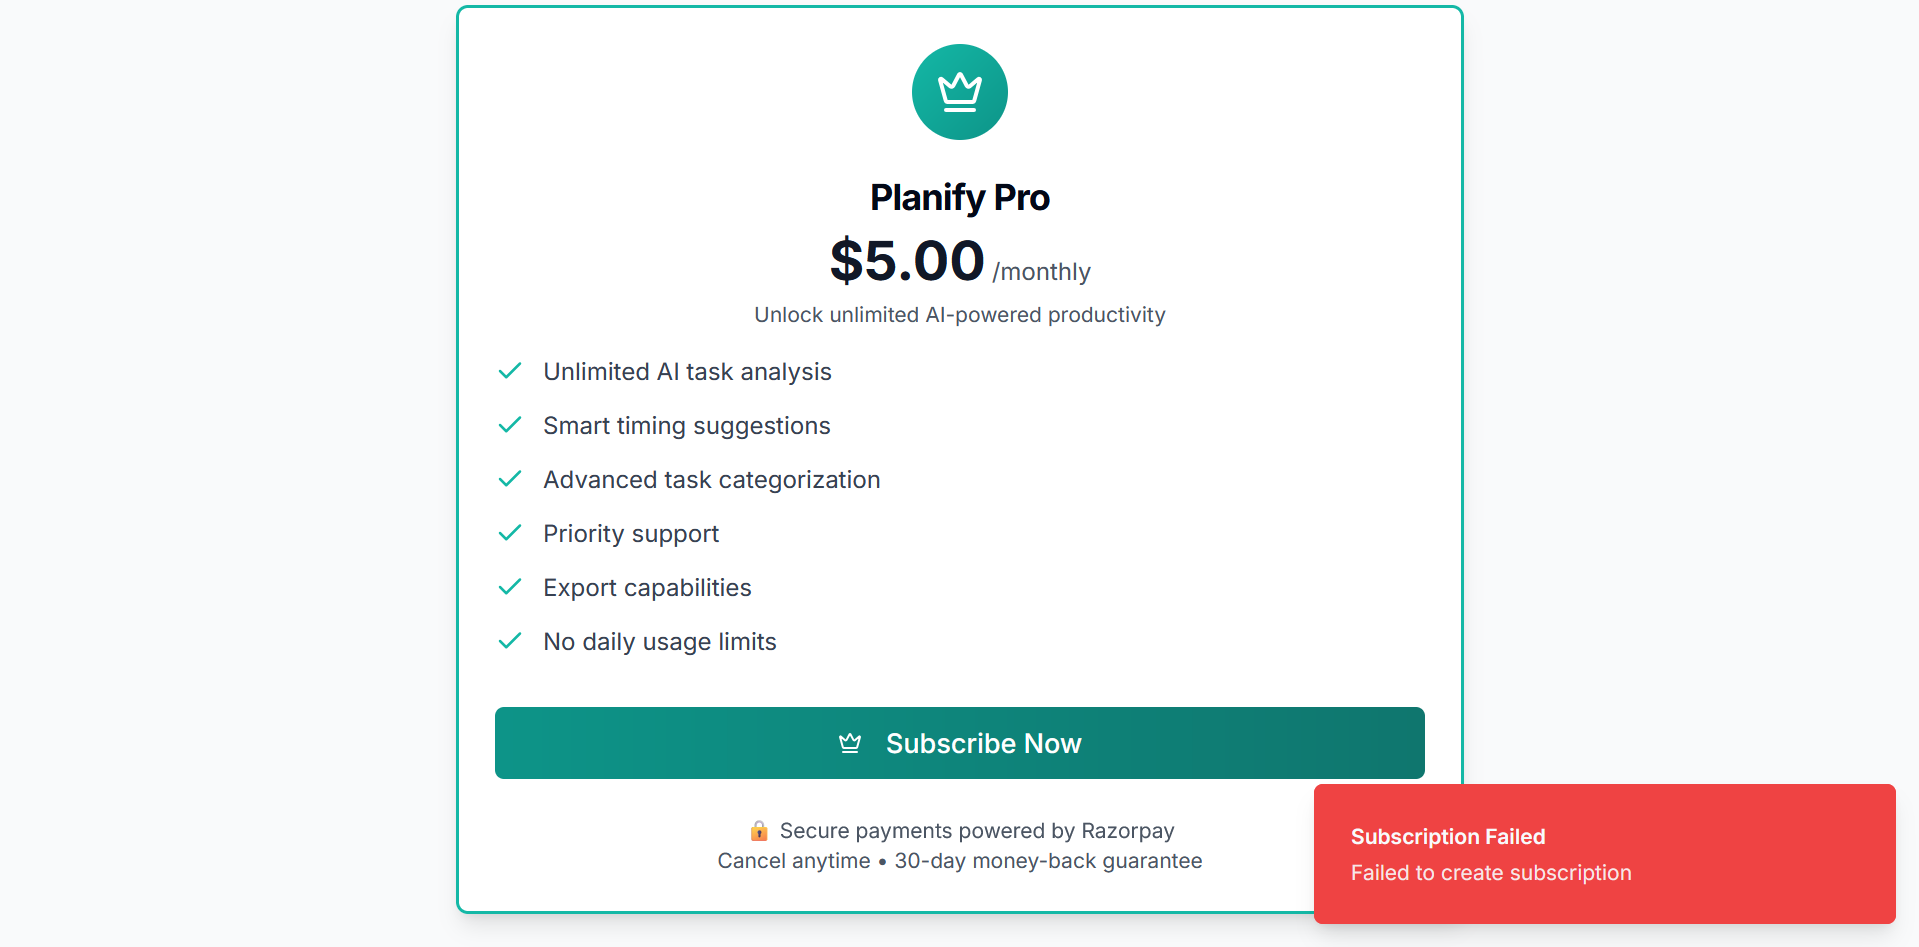 Planify Pro
$5.00 /monthly
Unlock unlimited AI-powered productivity
Unlimited AI task analysis
Smart timing suggestions
Advanced task categorization
Priority support
Export capabilities
No daily usage limits
Subscribe Now
🔒 Secure payments powered by Razorpay
Cancel anytime • 30-day money-back guarantee
Subscription Failed
Failed to create subscription